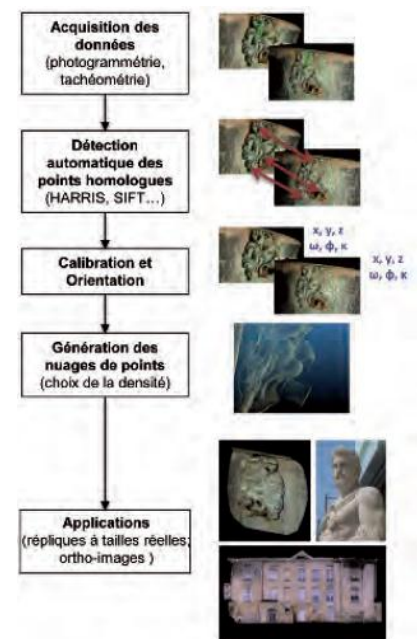 Acquisition des
données
(photogrammétrie,
tachéométrie)
Détection
automatique des
points homologues
(HARRIS, SIFT...)
x, y, z
ω, ϕ, κ
x, y, z
ω, ϕ, κ
Calibration et
Orientation
Génération des
nuages de points
(choix de la densité)
Applications
(répliques à tailles réelles;
ortho-images )